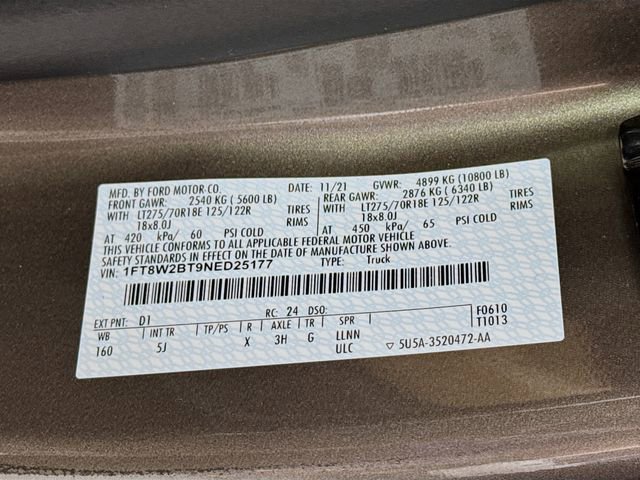 MFD. BY FORD MOTOR CO.
DATE: 11/21 GVWR: 4899 KG (10800 LB)
FRONT GAWR: 2540 KG ( 5600 LB) REAR GAWR: 2876 KG ( 6340 LB)
WITH LT275/70R18E 125/122R TIRES WITH LT275/70R18E 125/122R TIRES
18x8.0J RIMS 18x8.0J RIMS
AT 420 kPa/ 60 PSI COLD AT 450 kPa/ 65 PSI COLD
THIS VEHICLE CONFORMS TO ALL APPLICABLE FEDERAL MOTOR VEHICLE
SAFETY STANDARDS IN EFFECT ON THE DATE OF MANUFACTURE SHOWN ABOVE.
VIN: 1FT8W2BT9NED25177 TYPE: Truck
EXT PNT: D1 RC: 24 DSO: F0610
WB INT TR TP/PS R AXLE TR SPR T1013
160 5J X 3H G LLNN
ULC ▽ 5U5A-3520472-AA